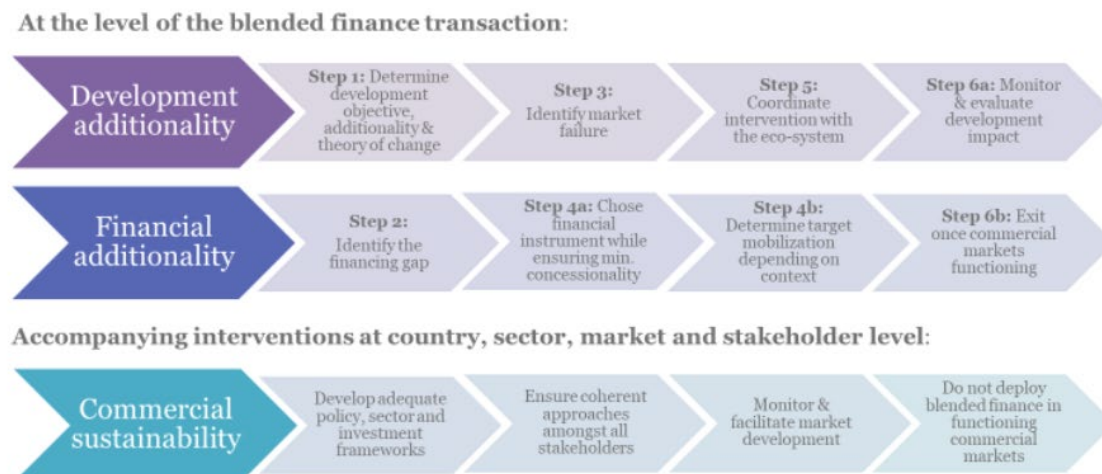 At the level of the blended finance transaction:
Development
additionality
Step 1: Determine
development
objective,
additionality &
theory of change
Step 3:
Identify market
failure
Step 5:
Coordinate
intervention with
the eco-system
Step 6a: Monitor
& evaluate
development
impact
Financial
additionality
Step 2:
Identify the
financing gap
Step 4a: Chose
financial
instrument while
ensuring min.
concessionality
Step 4b:
Determine target
mobilization
depending on
context
Step 6b: Exit
once commercial
markets
functioning
Accompanying interventions at country, sector, market and stakeholder level:
Commercial
sustainability
Develop adequate
policy, sector and
investment
frameworks
Ensure coherent
approaches
amongst all
stakeholders
Monitor &
facilitate market
development
Do not deploy
blended finance in
functioning
commercial
markets